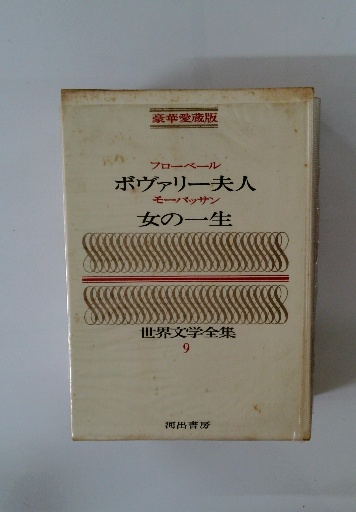 豪華愛蔵版
フローベール
ボヴァリー夫人
モーパッサン
女の一生
世界文学全集
9
河出書房